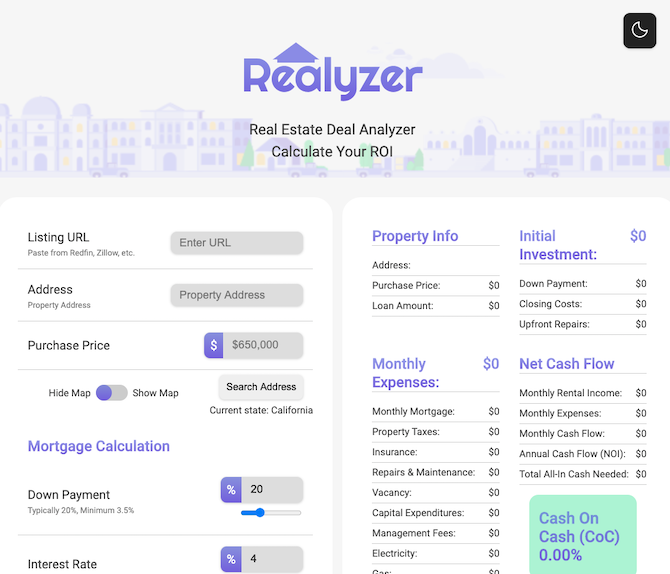 Realyzer
Real Estate Deal Analyzer
Calculate Your ROI
Listing URL
Paste from Redfin, Zillow, etc.
Enter URL
Address
Property Address
Property Address
Purchase Price
$
$650,000
Hide Map
Show Map
Search Address
Current state: California
Mortgage Calculation
Down Payment
Typically 20%, Minimum 3.5%
%
20
Interest Rate
%
4
Property Info
Address:
Purchase Price: $0
Loan Amount: $0
Initial $0
Investment:
Down Payment: $0
Closing Costs: $0
Upfront Repairs: $0
Monthly $0
Expenses:
Monthly Mortgage: $0
Property Taxes: $0
Insurance: $0
Repairs & Maintenance: $0
Vacancy: $0
Capital Expenditures: $0
Management Fees: $0
Electricity: $0
Gas: $0
Net Cash Flow
Monthly Rental Income: $0
Monthly Expenses: $0
Monthly Cash Flow: $0
Annual Cash Flow (NOI): $0
Total All-In Cash Needed: $0
Cash On
Cash (CoC)
0.00%